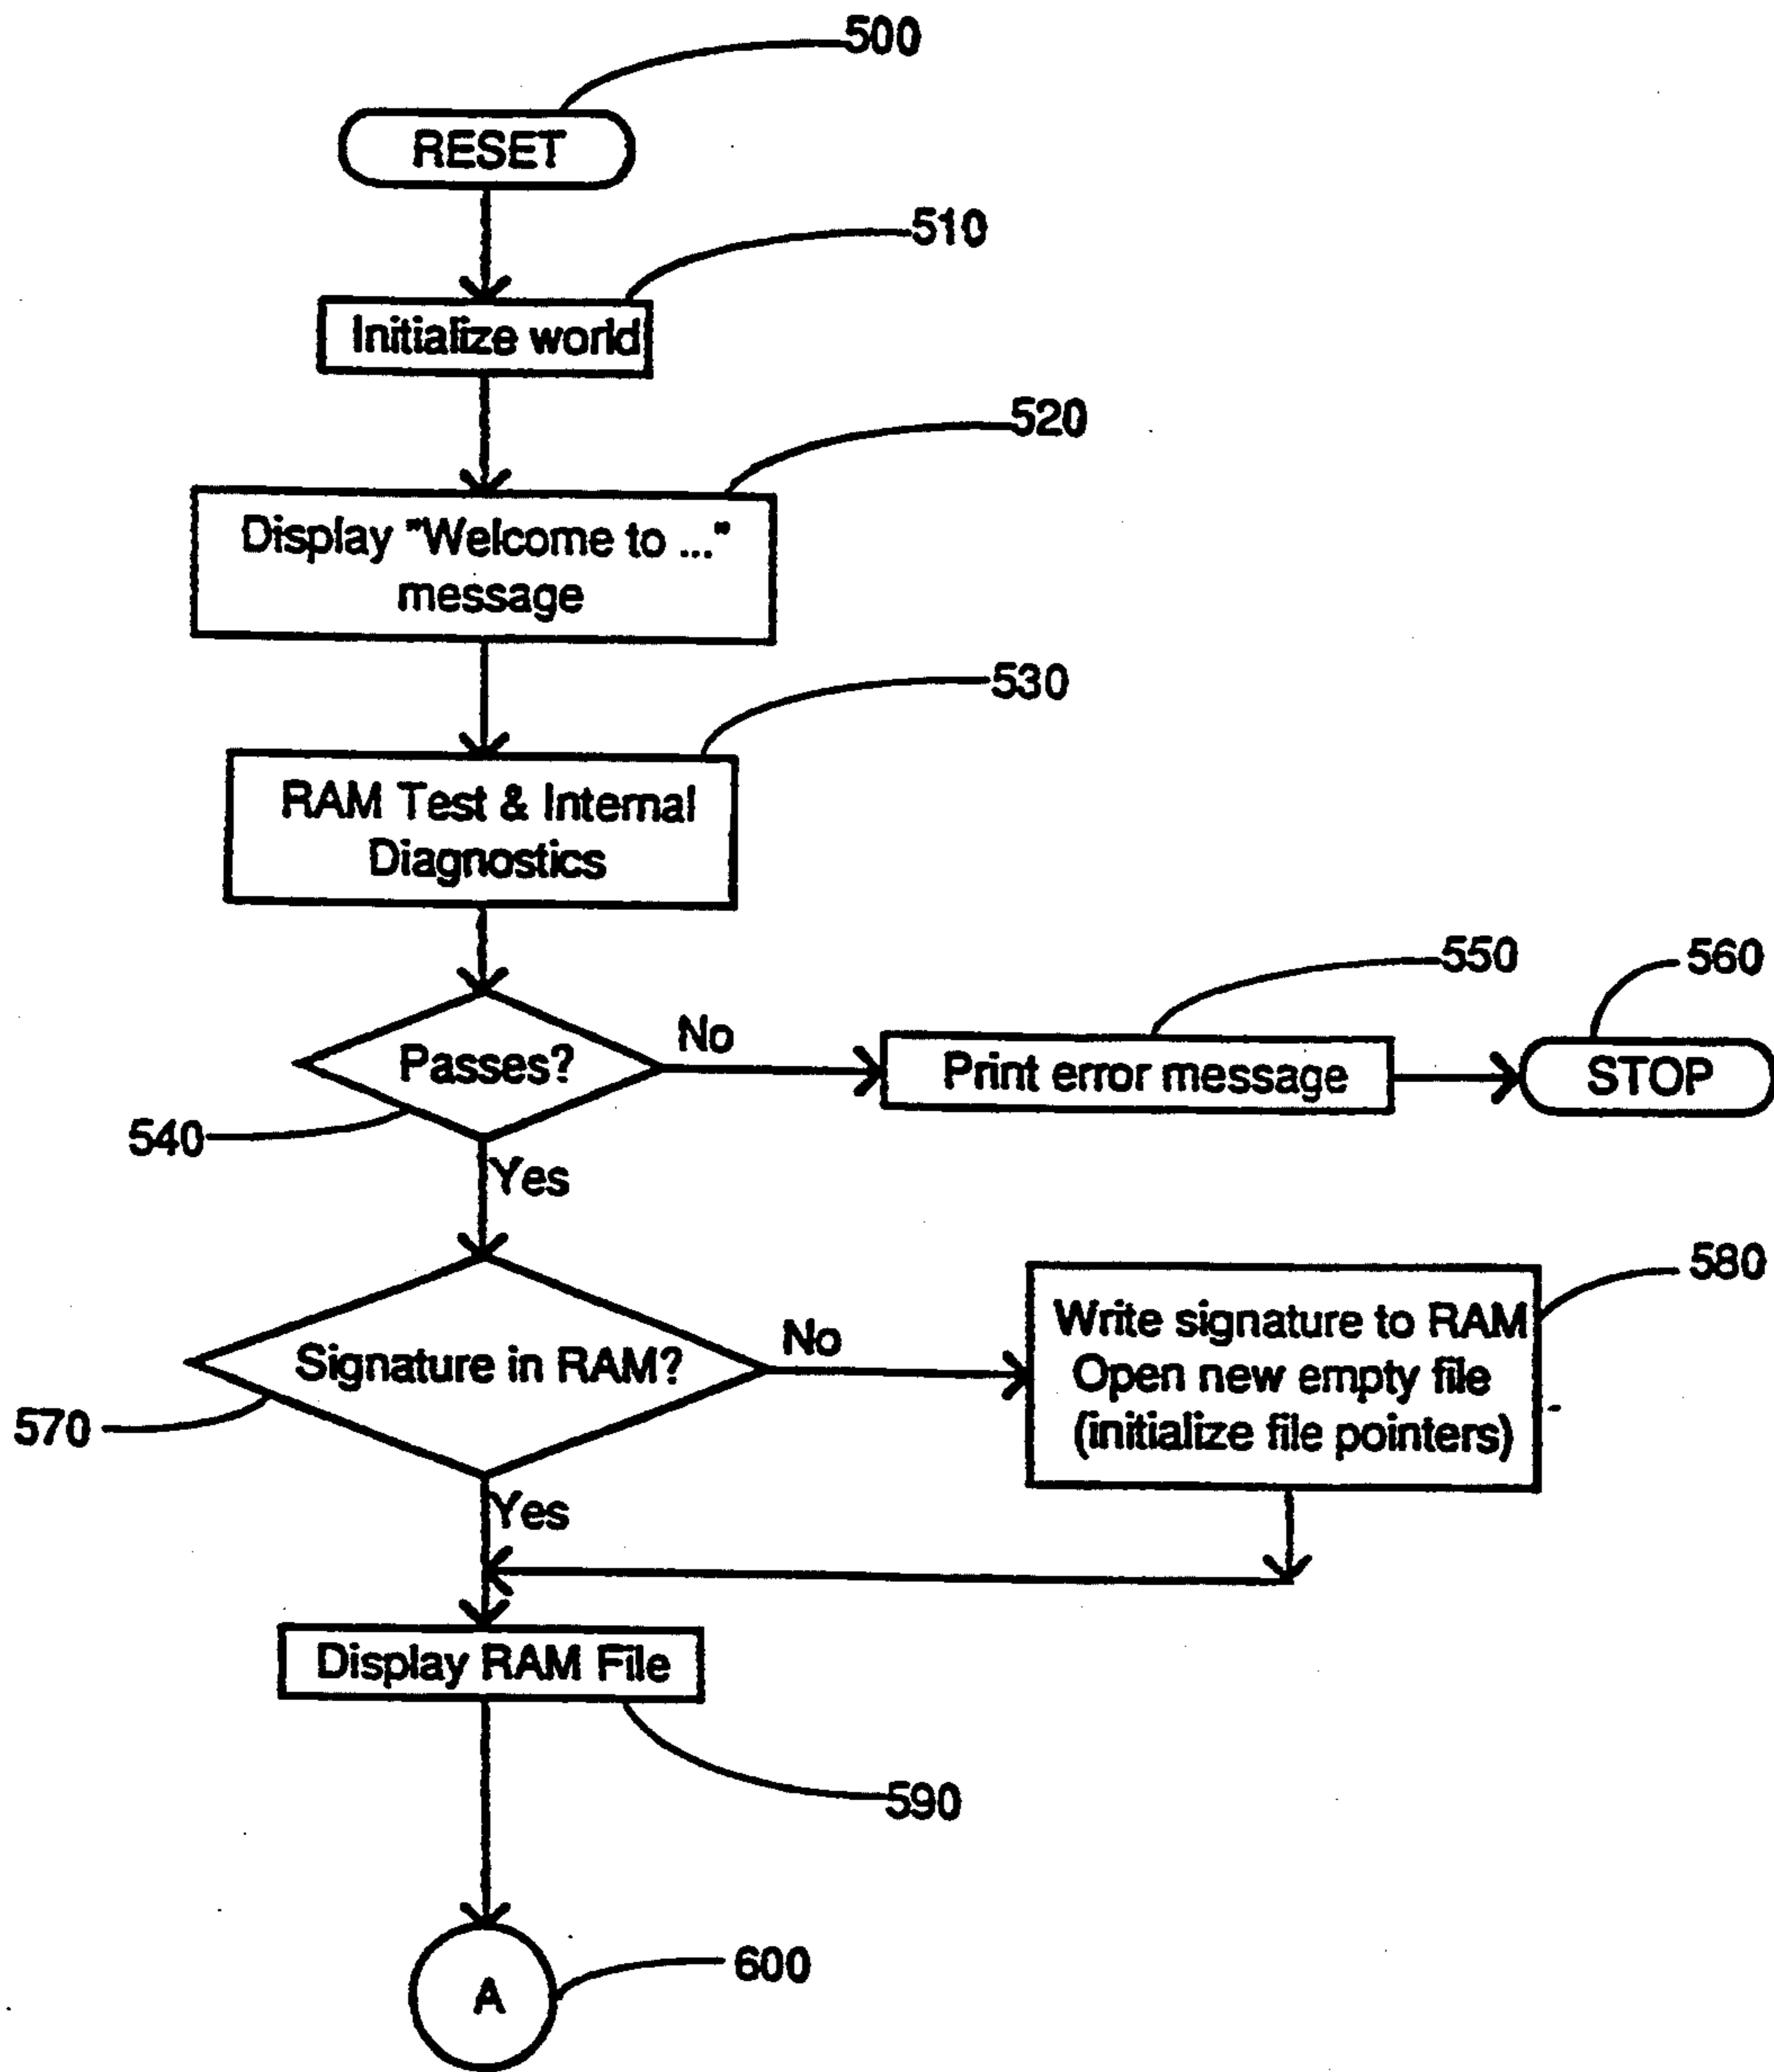 500
RESET
510
Initialize world
520
Display "Welcome to ..."
message
530
RAM Test & Internal
Diagnostics
550
560
Passes?
No
Print error message
STOP
540
Yes
580
Write signature to RAM
Open new empty file
(initialize file pointers)
Signature in RAM?
No
570
Yes
Display RAM File
590
600
A